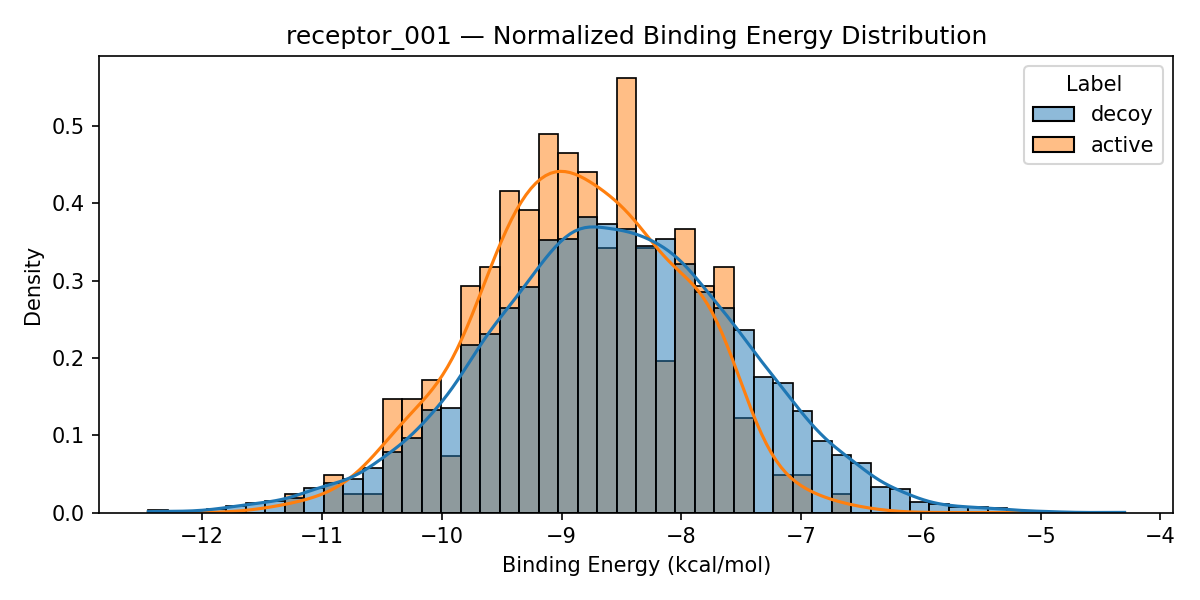 receptor_001 — Normalized Binding Energy Distribution
Label
decoy
active
Density
0.5
0.4
0.3
0.2
0.1
0.0
−12 −11 −10 −9 −8 −7 −6 −5 −4
Binding Energy (kcal/mol)